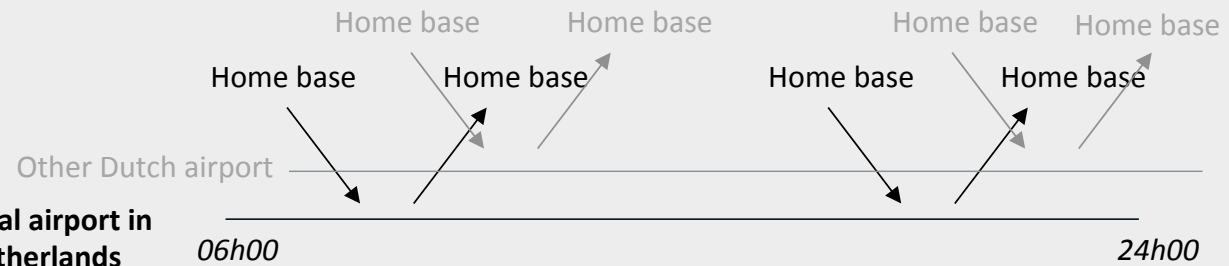 Home base Home base Home base Home base
Home base Home base Home base Home base
Other Dutch airport
al airport in
06h00 24h00
therlands